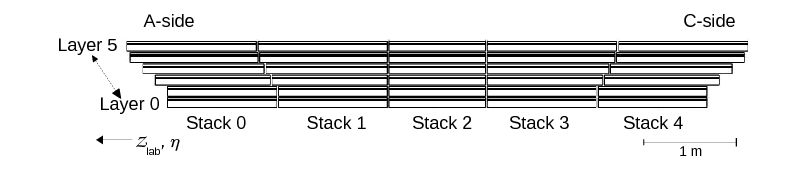 A-side C-side
Layer 5
Layer 0
Stack 0 Stack 1 Stack 2 Stack 3 Stack 4
z_lab, η
1 m